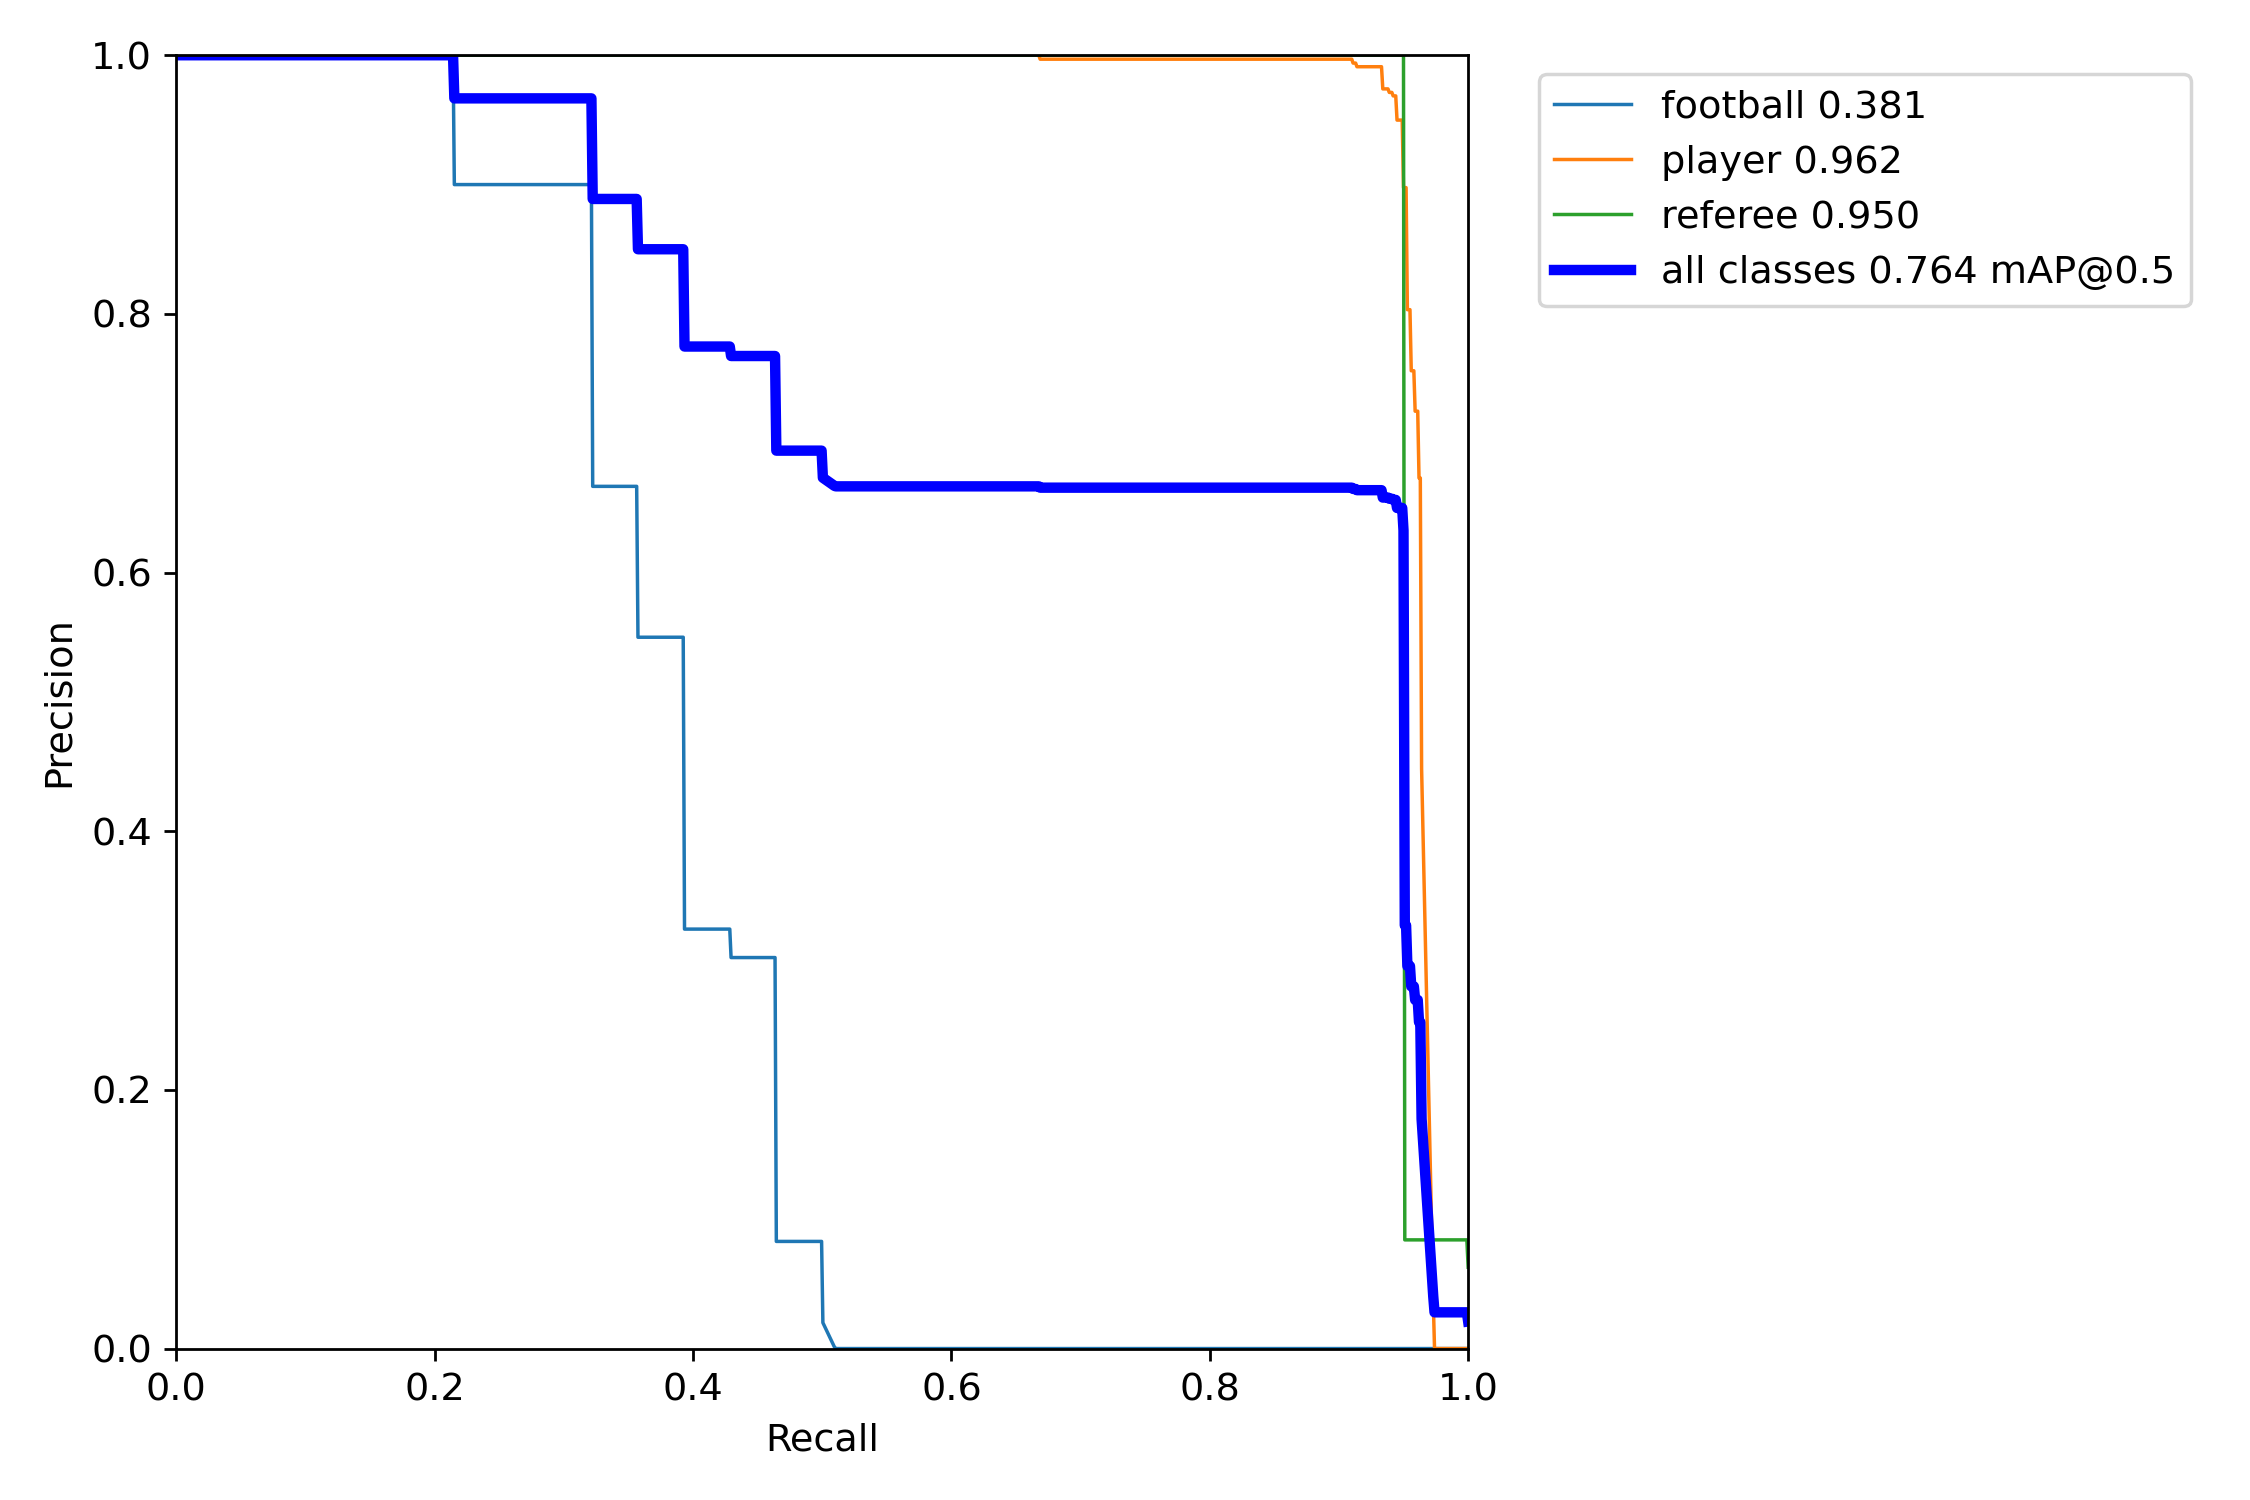 1.0
0.8
0.6
0.4
0.2
0.0
Precision
0.0 0.2 0.4 0.6 0.8 1.0
Recall
football 0.381
player 0.962
referee 0.950
all classes 0.764 mAP@0.5